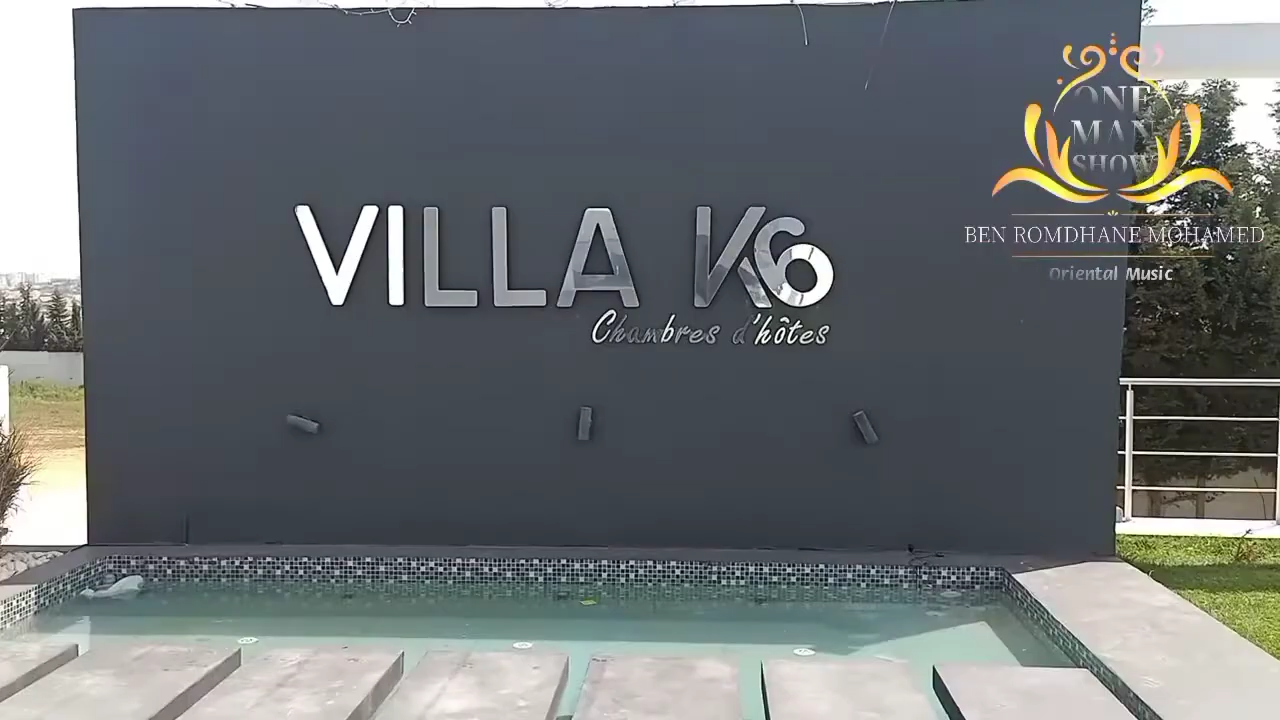 VILLA K6
Chambres d'hôtes
ONE
MAN
SHOW
BEN ROMDHANE MOHAMED
Oriental Music